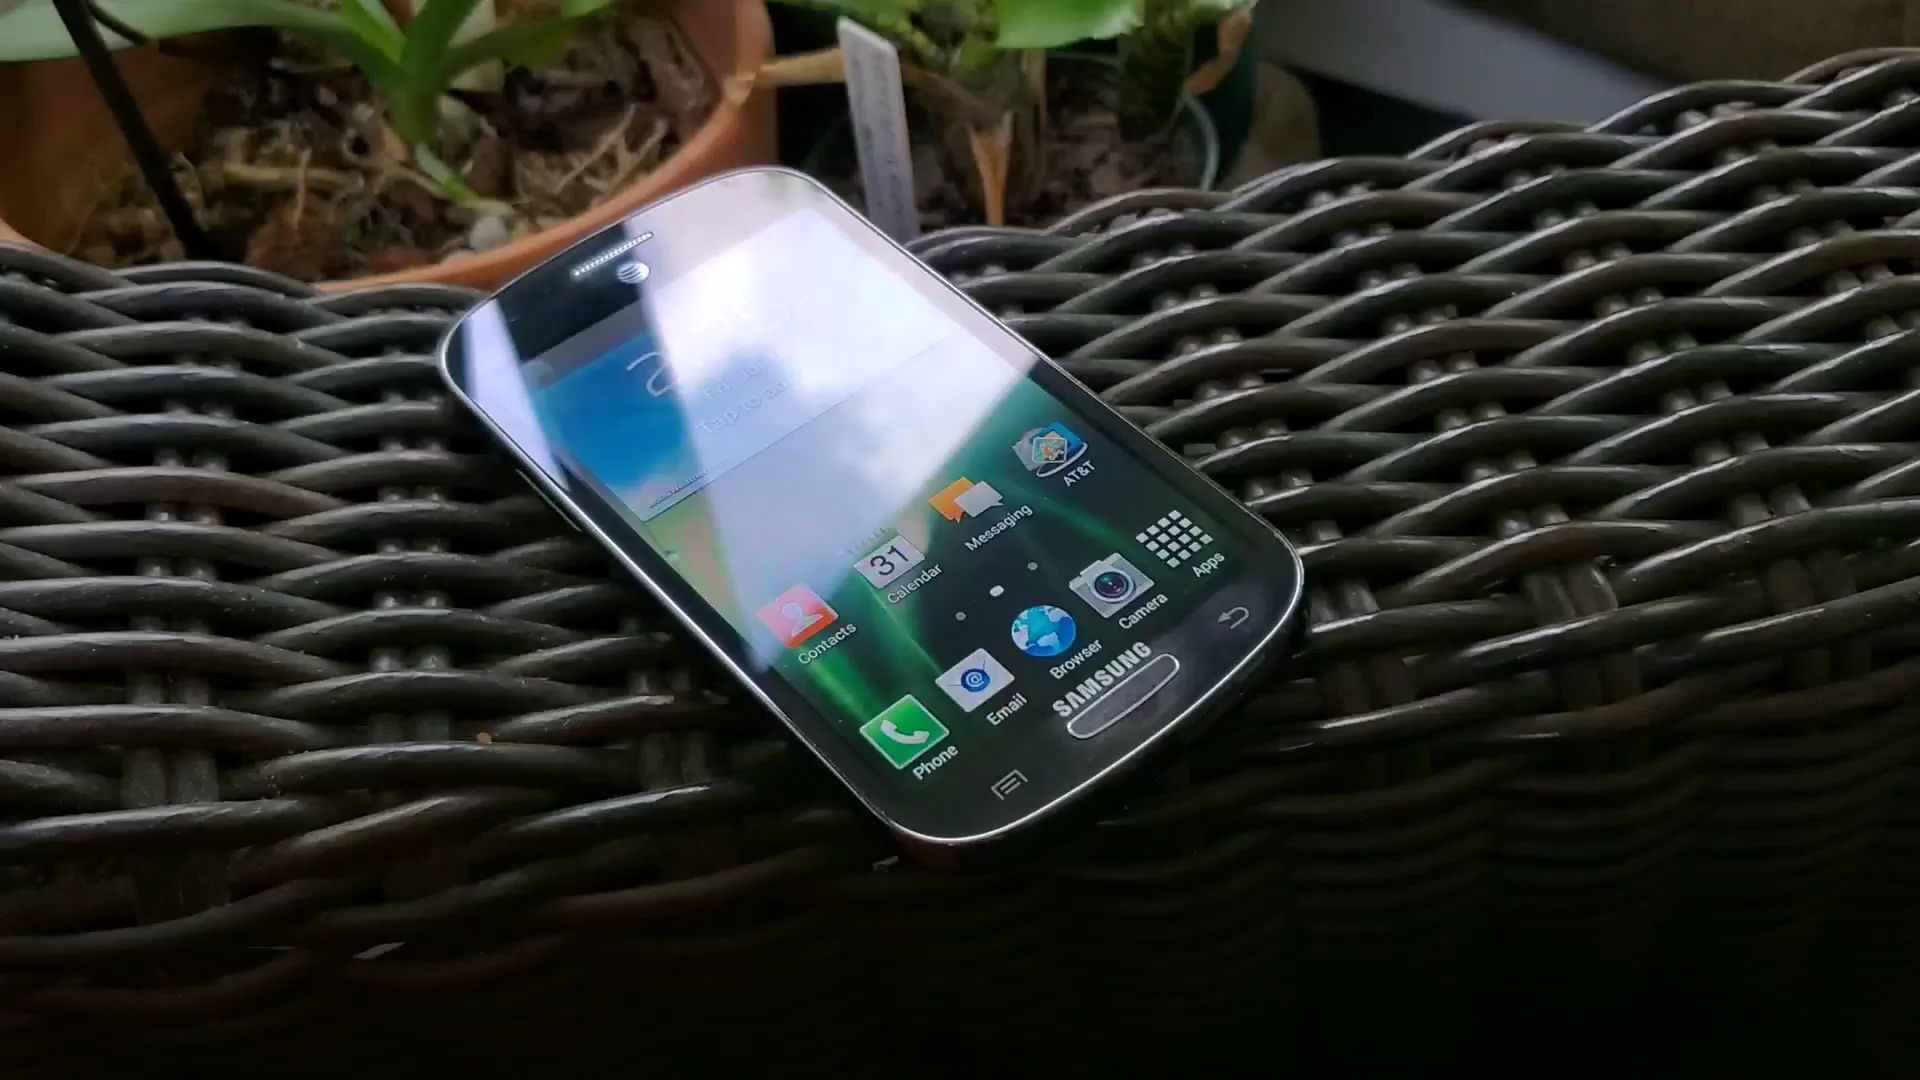 AT&T
Messaging
31
Calendar
Contacts
Apps
Camera
Browser
Email
Phone
SAMSUNG